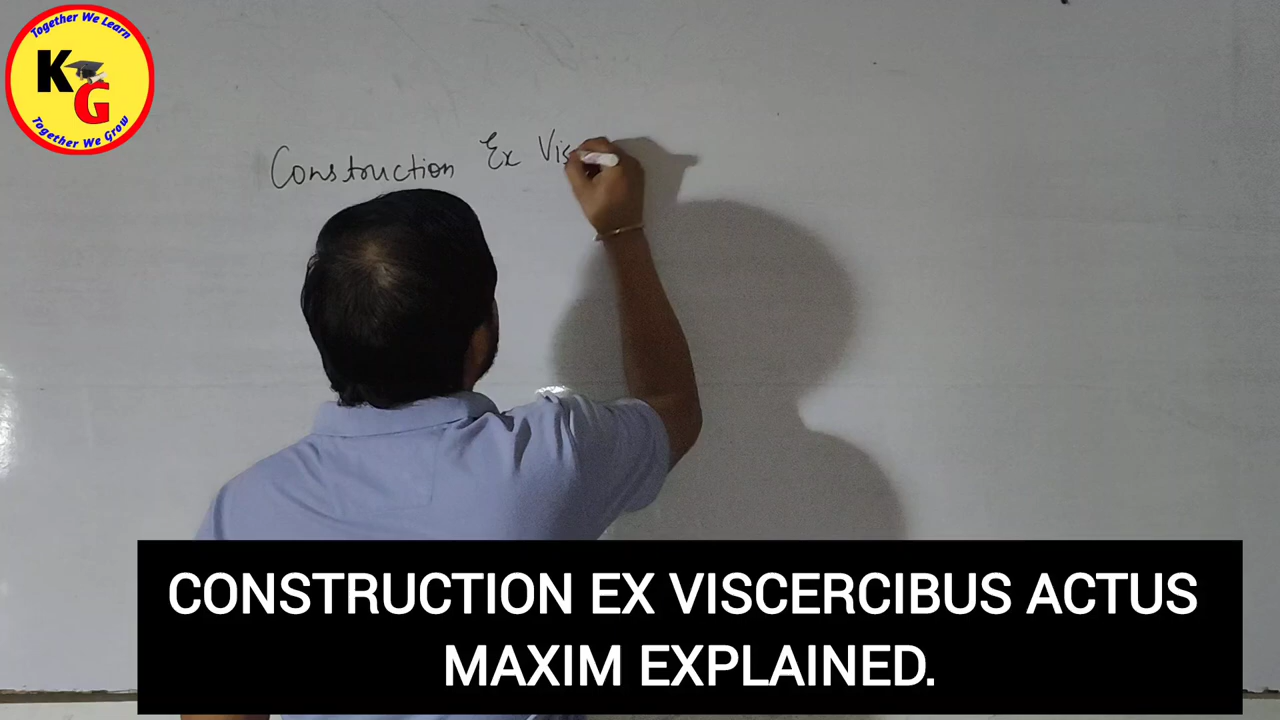 Together We Learn
KG
Together We Grow
Construction Ex Vis
CONSTRUCTION EX VISCERCIBUS ACTUS
MAXIM EXPLAINED.